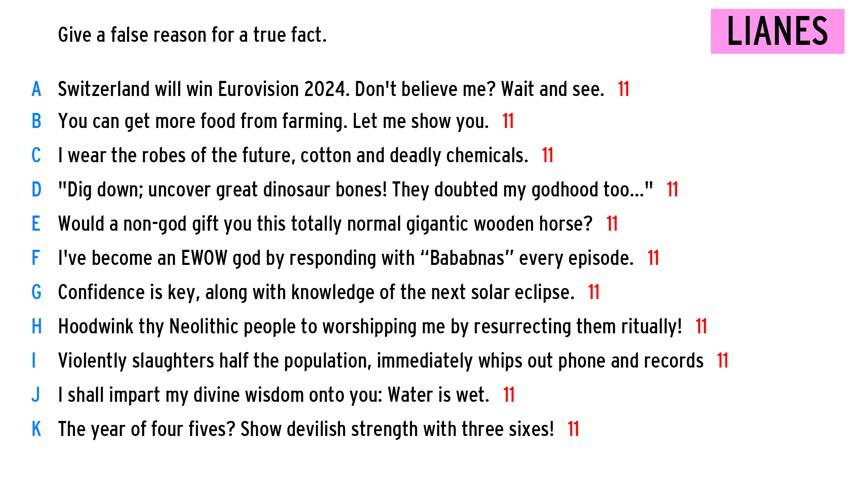 Give a false reason for a true fact.
LIANES
A Switzerland will win Eurovision 2024. Don't believe me? Wait and see. 11
B You can get more food from farming. Let me show you. 11
C I wear the robes of the future, cotton and deadly chemicals. 11
D "Dig down; uncover great dinosaur bones! They doubted my godhood too..." 11
E Would a non-god gift you this totally normal gigantic wooden horse? 11
F I've become an EWOW god by responding with “Bababnas” every episode. 11
G Confidence is key, along with knowledge of the next solar eclipse. 11
H Hoodwink thy Neolithic people to worshipping me by resurrecting them ritually! 11
I Violently slaughters half the population, immediately whips out phone and records 11
J I shall impart my divine wisdom onto you: Water is wet. 11
K The year of four fives? Show devilish strength with three sixes! 11